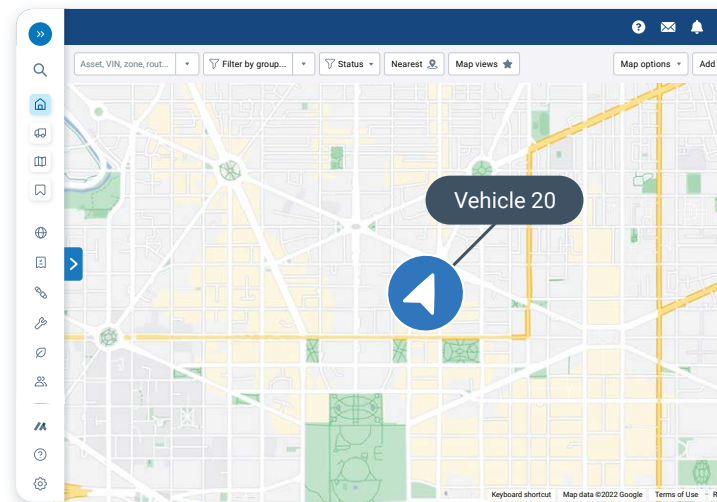 Asset, VIN, zone, rout...
Filter by group...
Status
Nearest
Map views
Map options
Add
Vehicle 20
Keyboard shortcut
Map data ©2022 Google
Terms of Use
R